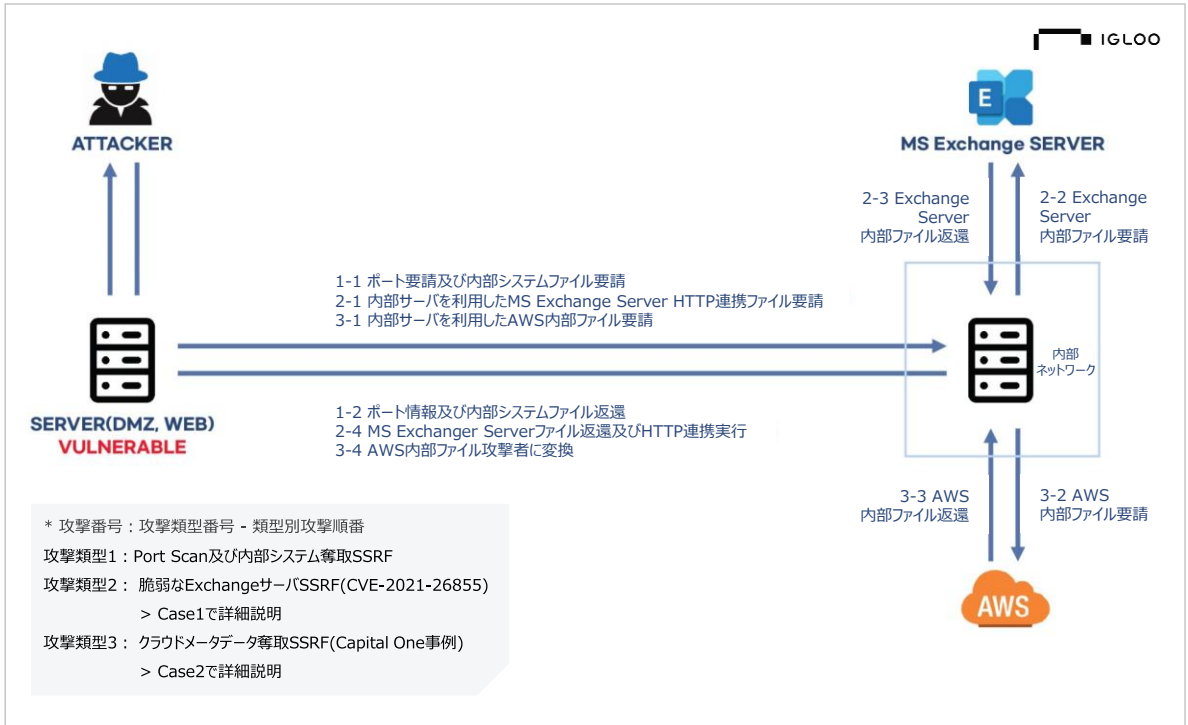 IGLOO
ATTACKER
E
MS Exchange SERVER
2-3 Exchange
Server
内部ファイル返還
2-2 Exchange
Server
内部ファイル要請
1-1 ポート要請及び内部システムファイル要請
2-1 内部サーバを利用したMS Exchange Server HTTP連携ファイル要請
3-1 内部サーバを利用したAWS内部ファイル要請
内部
ネットワーク
SERVER(DMZ, WEB)
VULNERABLE
1-2 ポート情報及び内部システムファイル返還
2-4 MS Exchanger Serverファイル返還及びHTTP連携実行
3-4 AWS内部ファイル攻撃者に変換
3-3 AWS
内部ファイル返還
3-2 AWS
内部ファイル要請
AWS
* 攻撃番号 : 攻撃類型番号 - 類型別攻撃順番
攻撃類型1 : Port Scan及び内部システム奪取SSRF
攻撃類型2 : 脆弱なExchangeサーバSSRF(CVE-2021-26855)
> Case1で詳細説明
攻撃類型3 : クラウドメータデータ奪取SSRF(Capital One事例)
> Case2で詳細説明